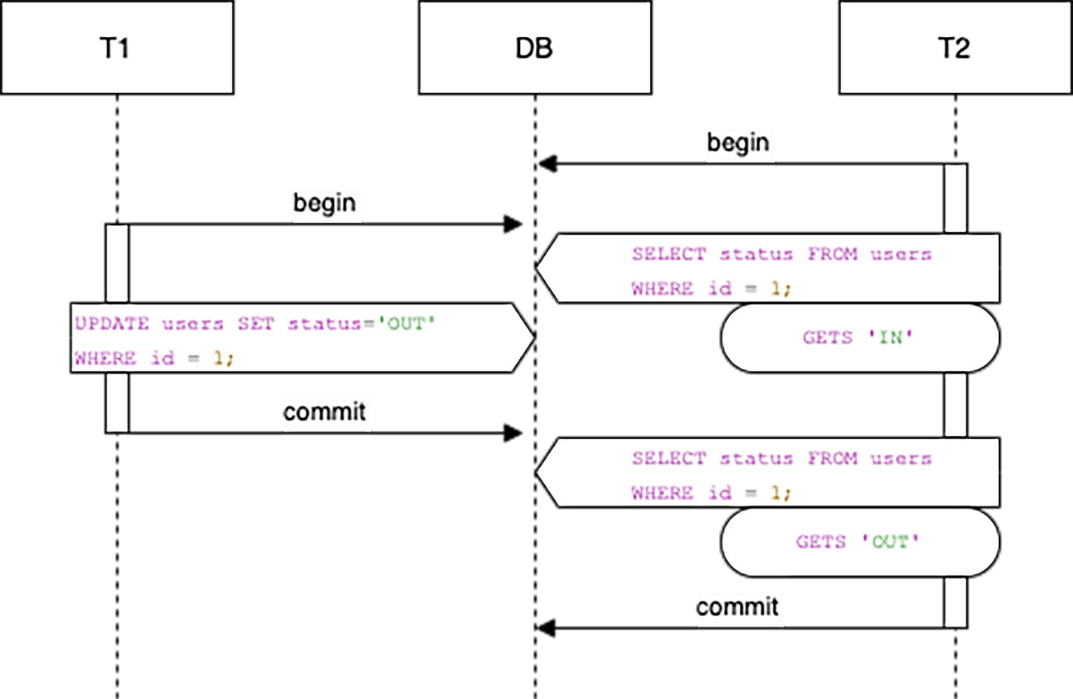 T1
DB
T2
begin
begin
SELECT status FROM users
WHERE id = 1;
UPDATE users SET status='OUT'
WHERE id = 1;
GETS 'IN'
commit
SELECT status FROM users
WHERE id = 1;
GETS 'OUT'
commit